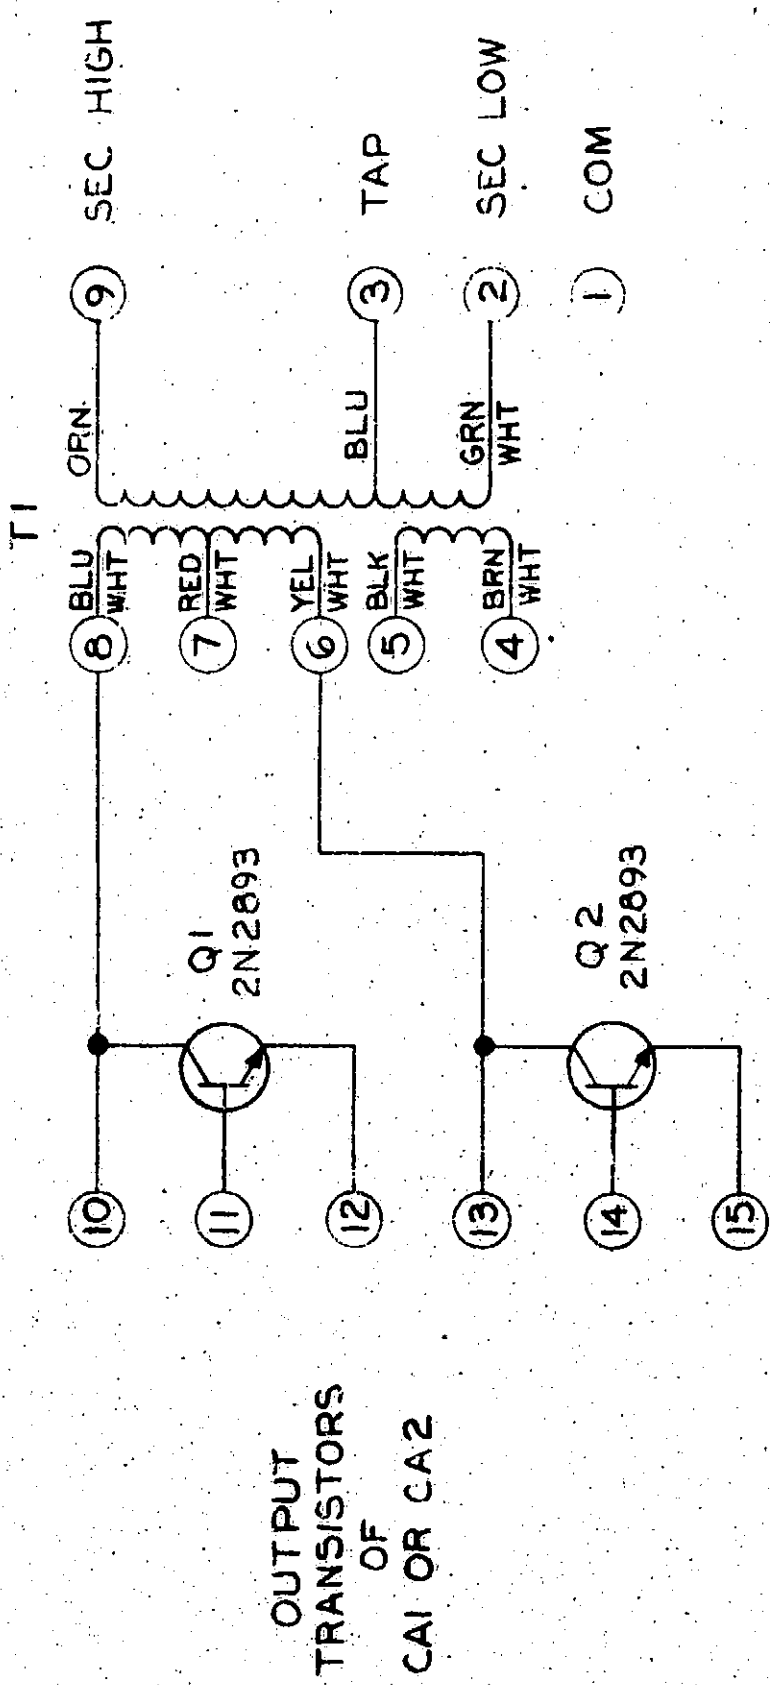 OUTPUT
TRANSISTORS
OF
CA1 OR CA2
10
11
12
13
14
15
Q1
2N2893
Q2
2N2893
T1
8
BLU
WHT
7
RED
WHT
6
YEL
WHT
5
BLK
WHT
4
BRN
WHT
ORN
9
SEC HIGH
BLU
3
TAP
GRN
WHT
2
SEC LOW
1
COM